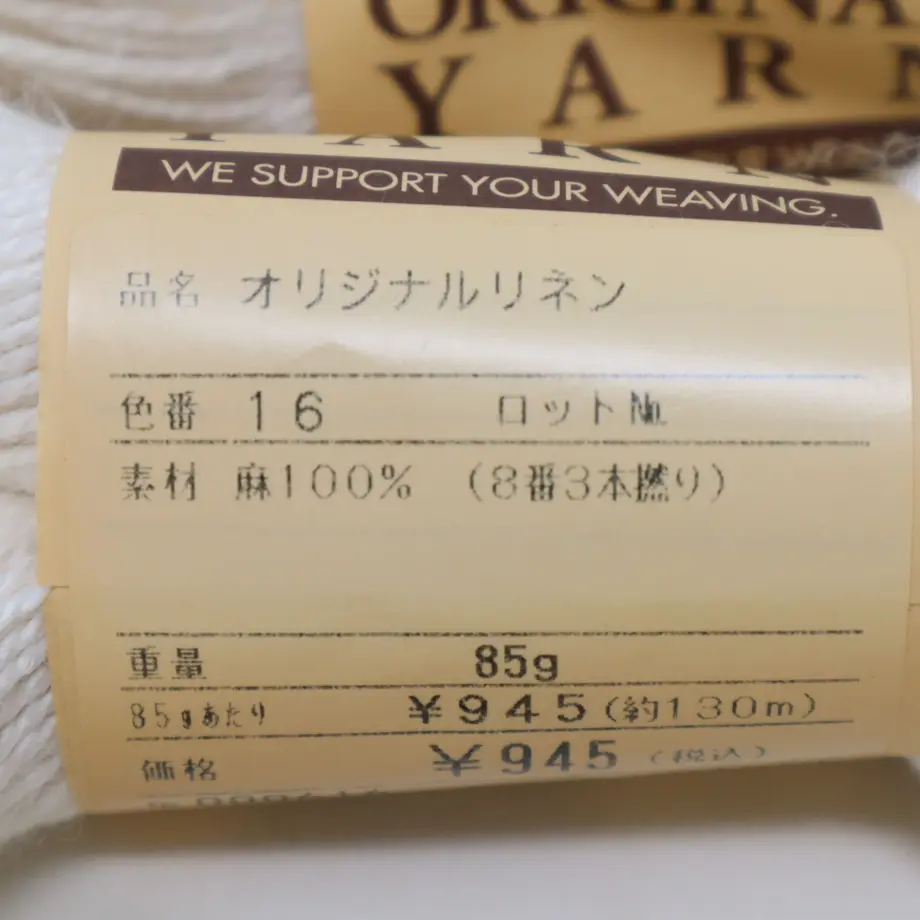 ORIGINA
YARN
WE SUPPORT YOUR WEAVING.
品名 オリジナルリネン
色番 16 ロット№
素材 麻100% (8番3本撚り)
重量 85g
85gあたり ¥945(約130m)
価格 ¥945 (税込)